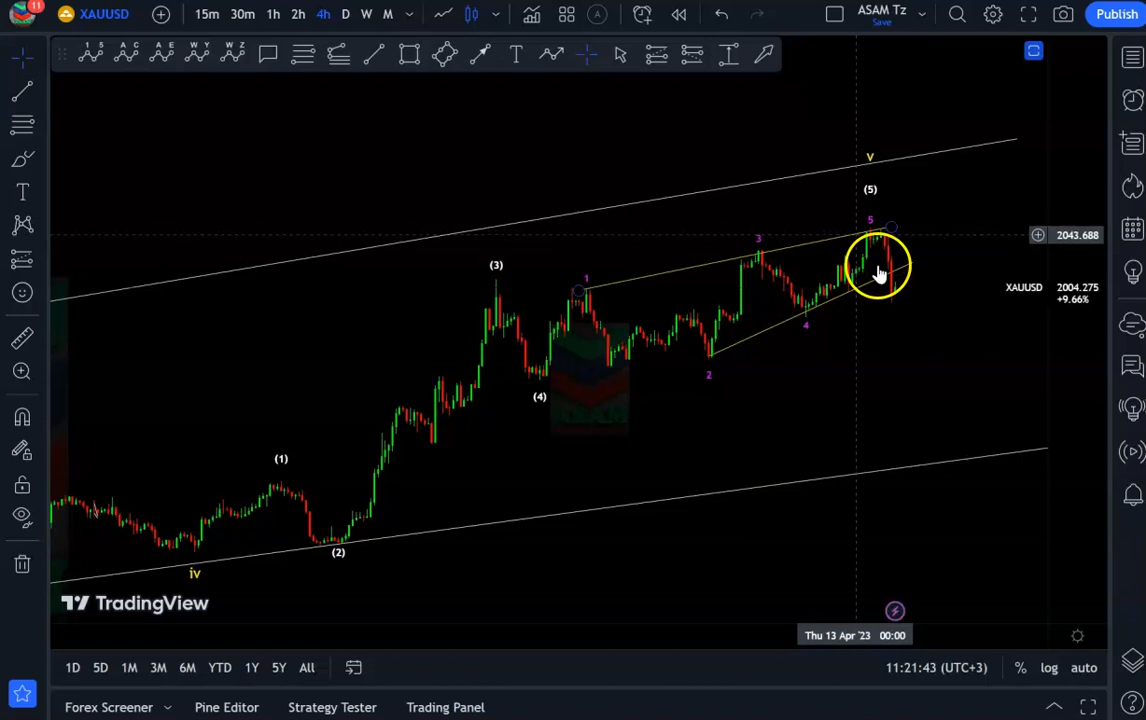 11
XAUUSD
15m 30m 1h 2h 4h D W M
ASAM Tz
Save
Publish
1 5
A C
A E
W Y
W Z
T
v
(5)
5
3
1
(3)
2043.688
XAUUSD 2004.275
+9.66%
4
2
(4)
(1)
(2)
iv
TradingView
Thu 13 Apr '23 00:00
1D 5D 1M 3M 6M YTD 1Y 5Y All
11:21:43 (UTC+3) % log auto
Forex Screener Pine Editor Strategy Tester Trading Panel